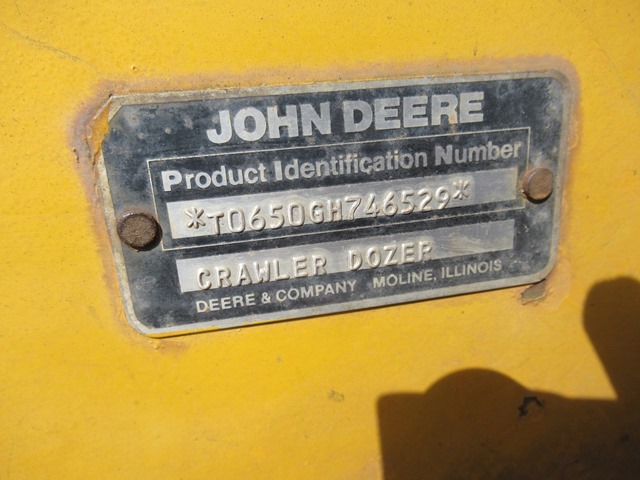 JOHN DEERE
Product Identification Number
*T0650GH746529*
CRAWLER DOZER
DEERE & COMPANY MOLINE, ILLINOIS